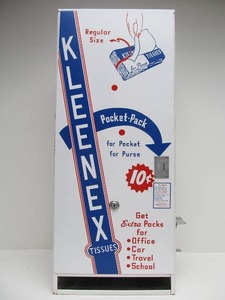 Regular
Size
KLEENEX
TISSUES
Pocket-Pack
for Pocket
for Purse
10¢
Get
Extra Packs
for
• Office
• Car
• Travel
• School